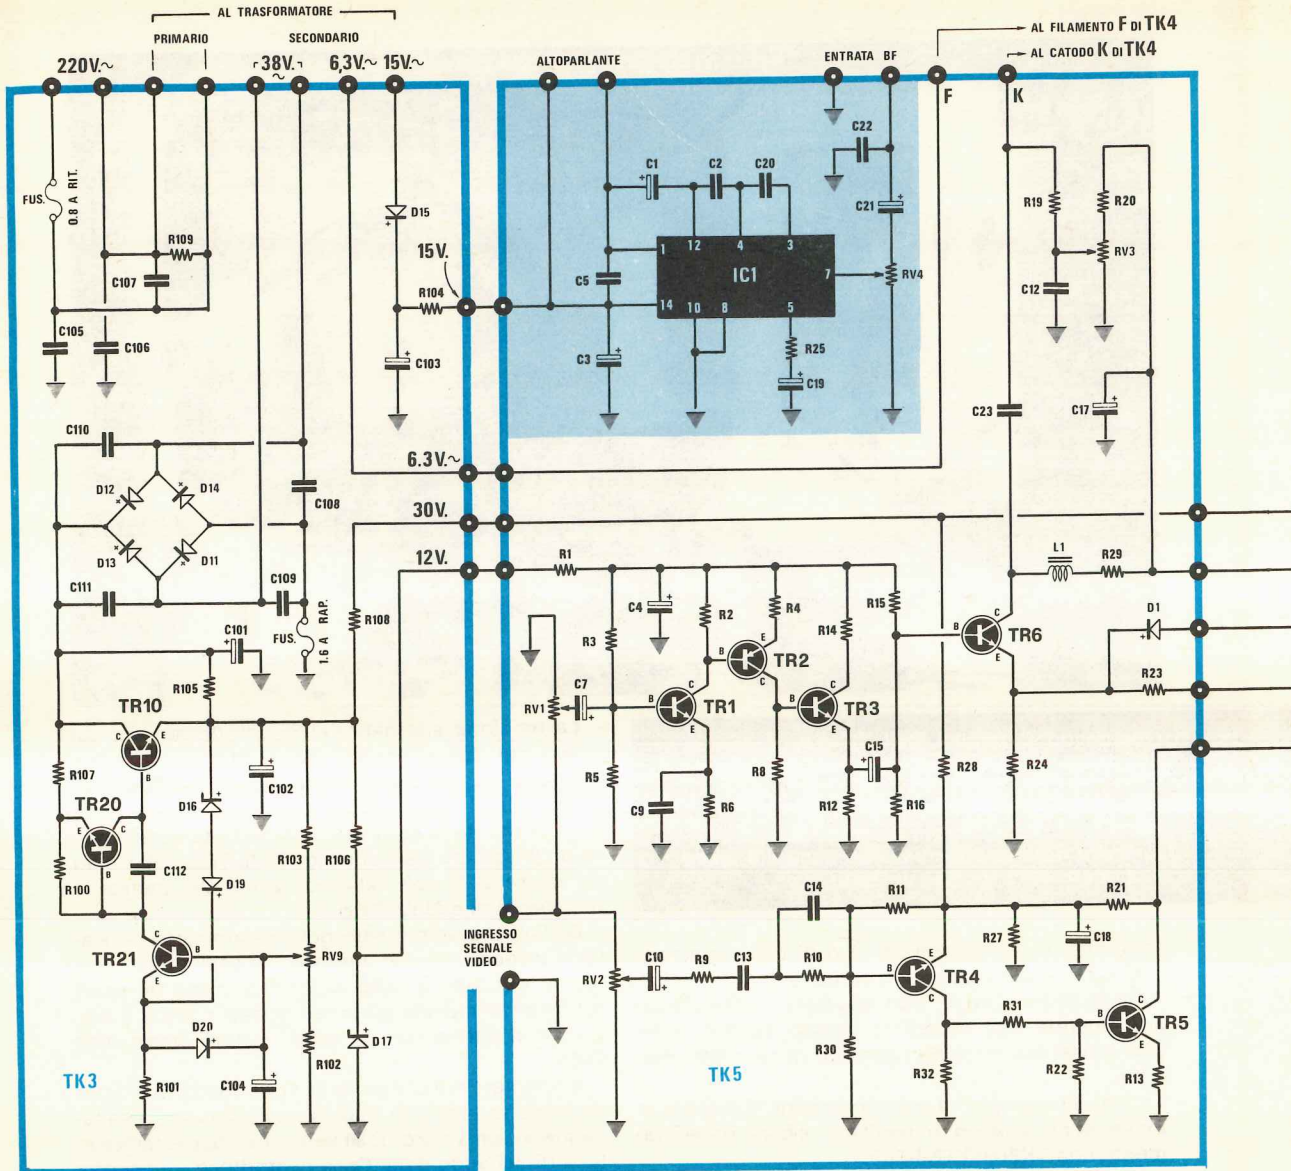 AL TRASFORMATORE
PRIMARIO
SECONDARIO
220V.~
38V.
~
6,3V.~
15V.~
ALTOPARLANTE
ENTRATA BF
AL FILAMENTO F DI TK4
AL CATODO K DI TK4
F
K
FUS.
0.8 A RIT.
R109
C107
C105
C106
D15
+
15V.
R104
C103
+
C1
+
C2
C20
C22
C21
+
1
12
4
3
IC1
7
14
10
8
5
RV4
C5
C3
+
R25
C19
+
R19
R20
RV3
C12
C23
C17
+
C110
D12
+
D14
+
D13
+
D11
+
C108
C111
C109
FUS.
1.6 A RAP.
C101
+
R105
6.3V.~
30V.
12V.
R108
TR10
C
E
B
R107
TR20
E
C
B
R100
C112
D16
+
D19
+
C102
+
R103
R106
TR21
C
B
E
RV9
D20
+
R101
C104
+
R102
D17
+
TK3
R1
R3
C4
+
R2
R4
R14
R15
RV1
C7
+
B
C
E
TR1
B
E
C
TR2
B
C
E
TR3
R5
C9
R6
R8
R12
C15
+
R16
L1
R29
B
C
E
TR6
D1
+
R23
R28
R24
INGRESSO
SEGNALE
VIDEO
RV2
C10
+
R9
C13
C14
R10
R11
B
E
C
TR4
R27
C18
+
R21
R30
R32
R31
R22
B
C
E
TR5
R13
TK5